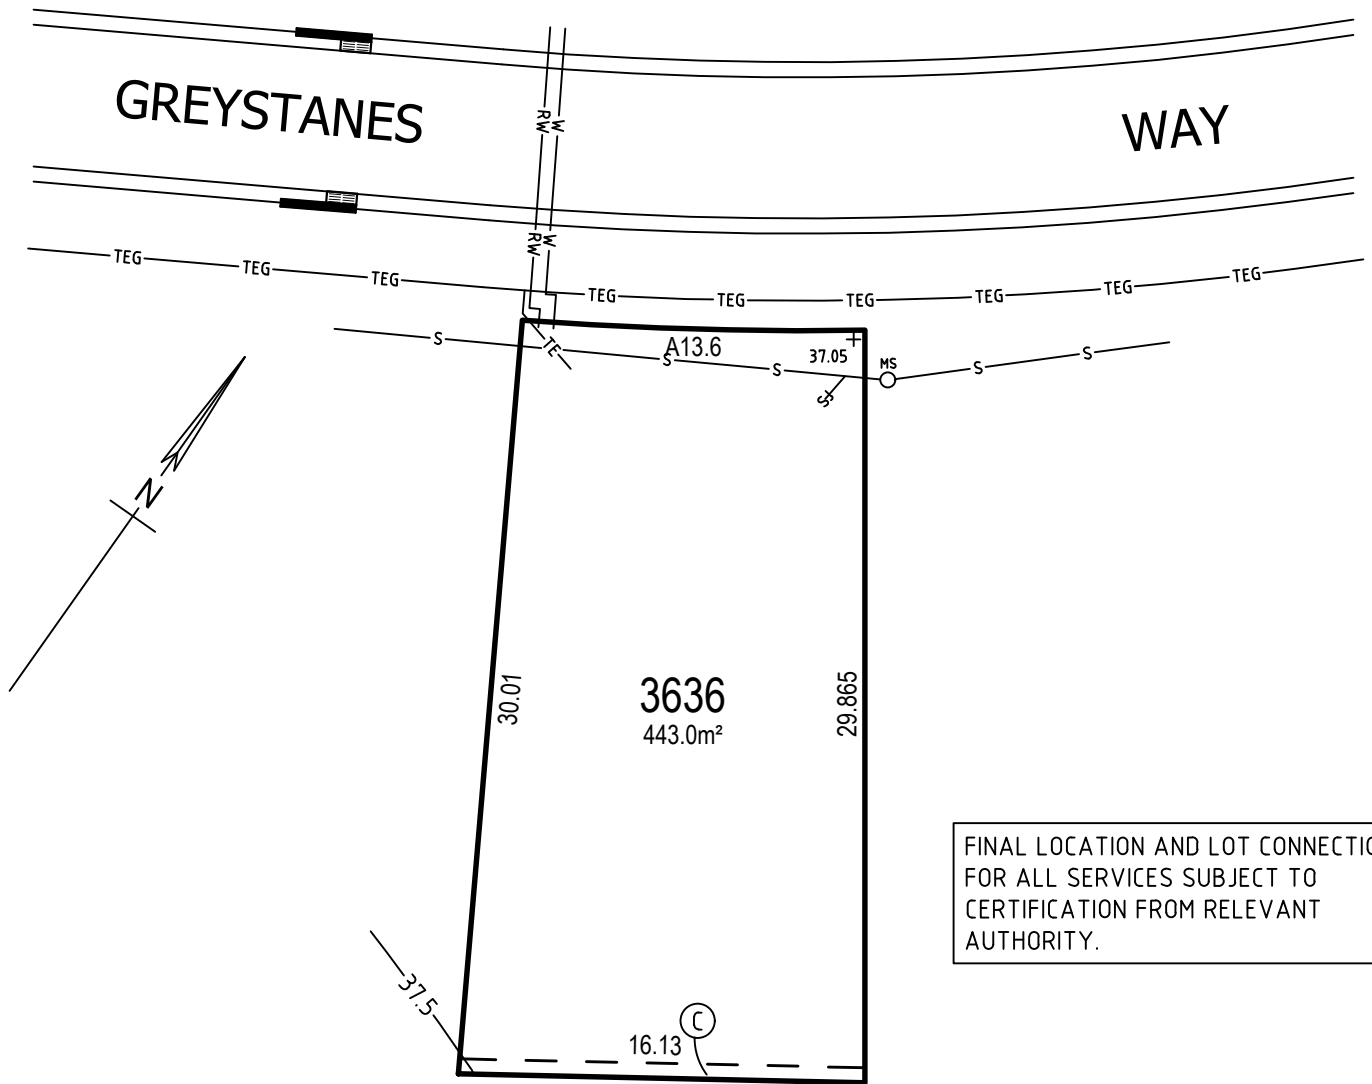 GREYSTANES WAY
W
RW
W
RW
TEG TEG TEG TEG TEG TEG TEG TEG TEG
S TE A13.6 S S 37.05 MS S S
SJ
N
30.01
3636
443.0m²
29.865
FINAL LOCATION AND LOT CONNECTIO
FOR ALL SERVICES SUBJECT TO
CERTIFICATION FROM RELEVANT
AUTHORITY.
37.5
C
16.13